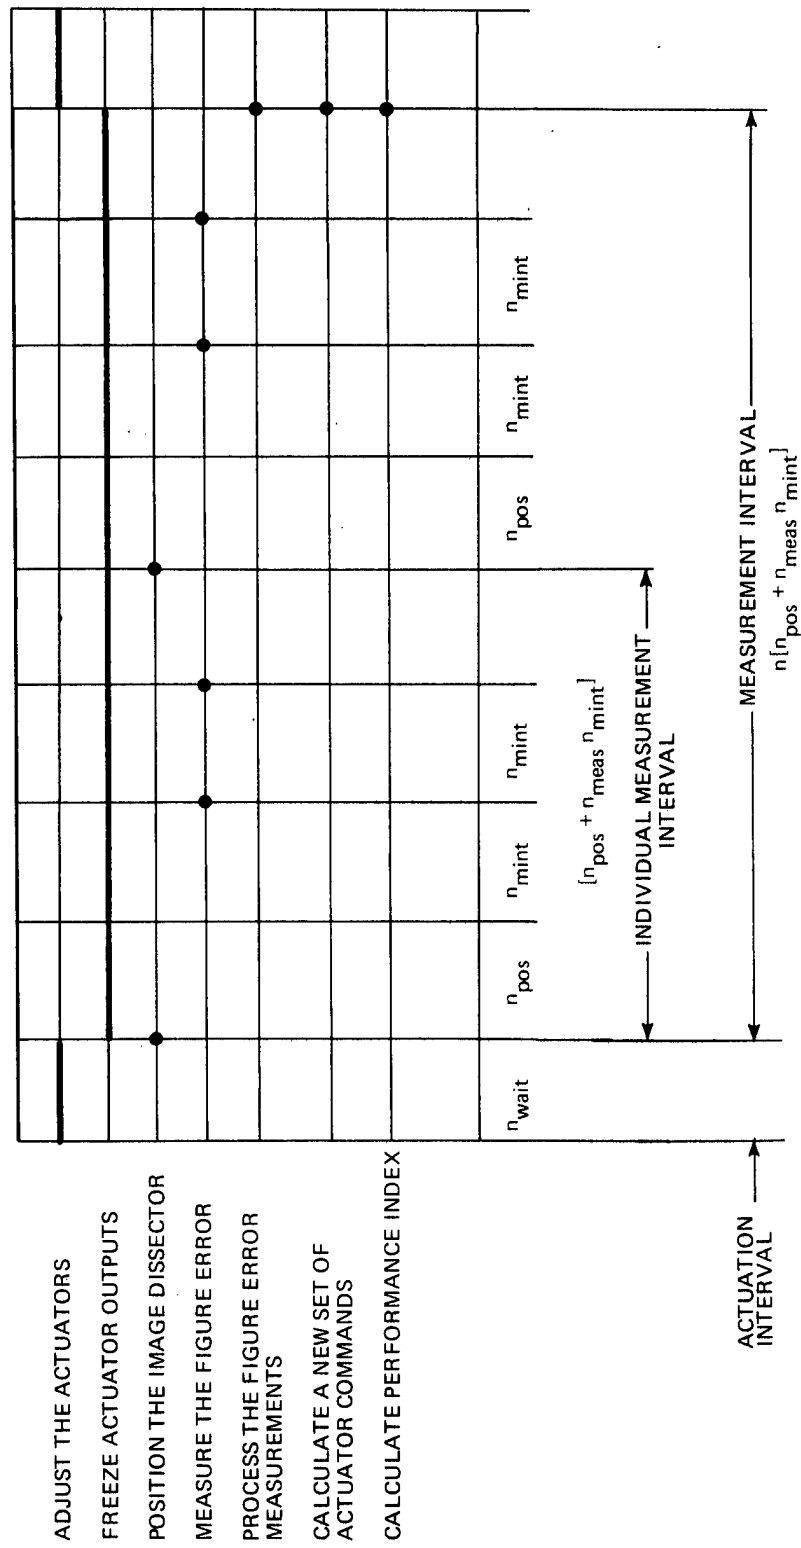 ADJUST THE ACTUATORS
FREEZE ACTUATOR OUTPUTS
POSITION THE IMAGE DISSECTOR
MEASURE THE FIGURE ERROR
PROCESS THE FIGURE ERROR
MEASUREMENTS
CALCULATE A NEW SET OF
ACTUATOR COMMANDS
CALCULATE PERFORMANCE INDEX
n_wait
n_pos
n_mint
n_mint
n_pos
n_mint
n_mint
[n_pos + n_meas n_mint]
INDIVIDUAL MEASUREMENT
INTERVAL
ACTUATION
INTERVAL
MEASUREMENT INTERVAL
n[n_pos + n_meas n_mint]